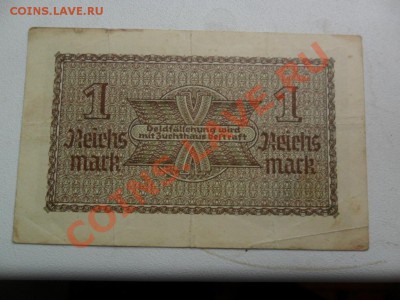 COINS.LAVE.RU
1
Reichs
mark
Geldfälschung wird
mit Zuchthaus bestraft
1
Reichs
mark
COINS.LAVE.RU